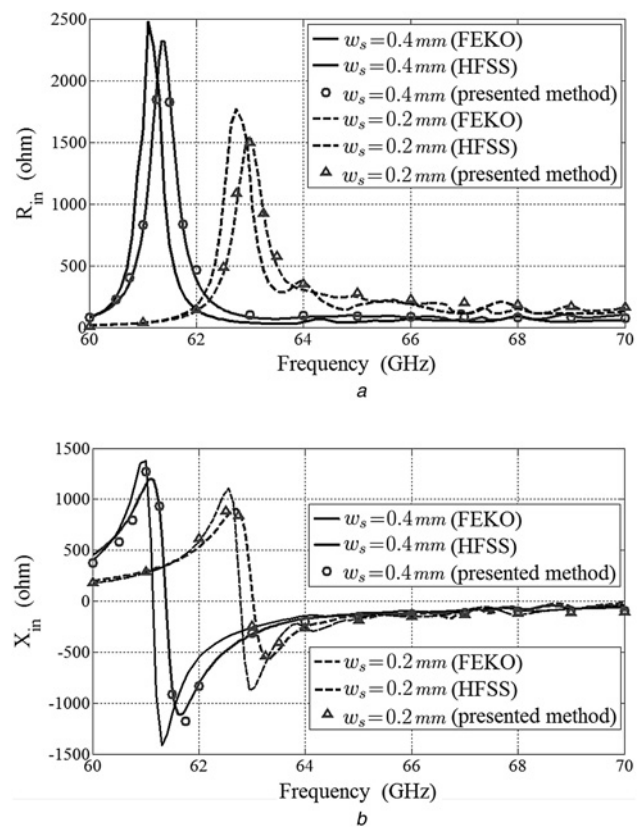 2500
2000
1500
1000
500
0
R_in (ohm)
w_s = 0.4 mm (FEKO)
w_s = 0.4 mm (HFSS)
w_s = 0.4 mm (presented method)
w_s = 0.2 mm (FEKO)
w_s = 0.2 mm (HFSS)
w_s = 0.2 mm (presented method)
60 62 64 66 68 70
Frequency (GHz)
a
1500
1000
500
0
-500
-1000
-1500
X_in (ohm)
w_s = 0.4 mm (FEKO)
w_s = 0.4 mm (HFSS)
w_s = 0.4 mm (presented method)
w_s = 0.2 mm (FEKO)
w_s = 0.2 mm (HFSS)
w_s = 0.2 mm (presented method)
60 62 64 66 68 70
Frequency (GHz)
b